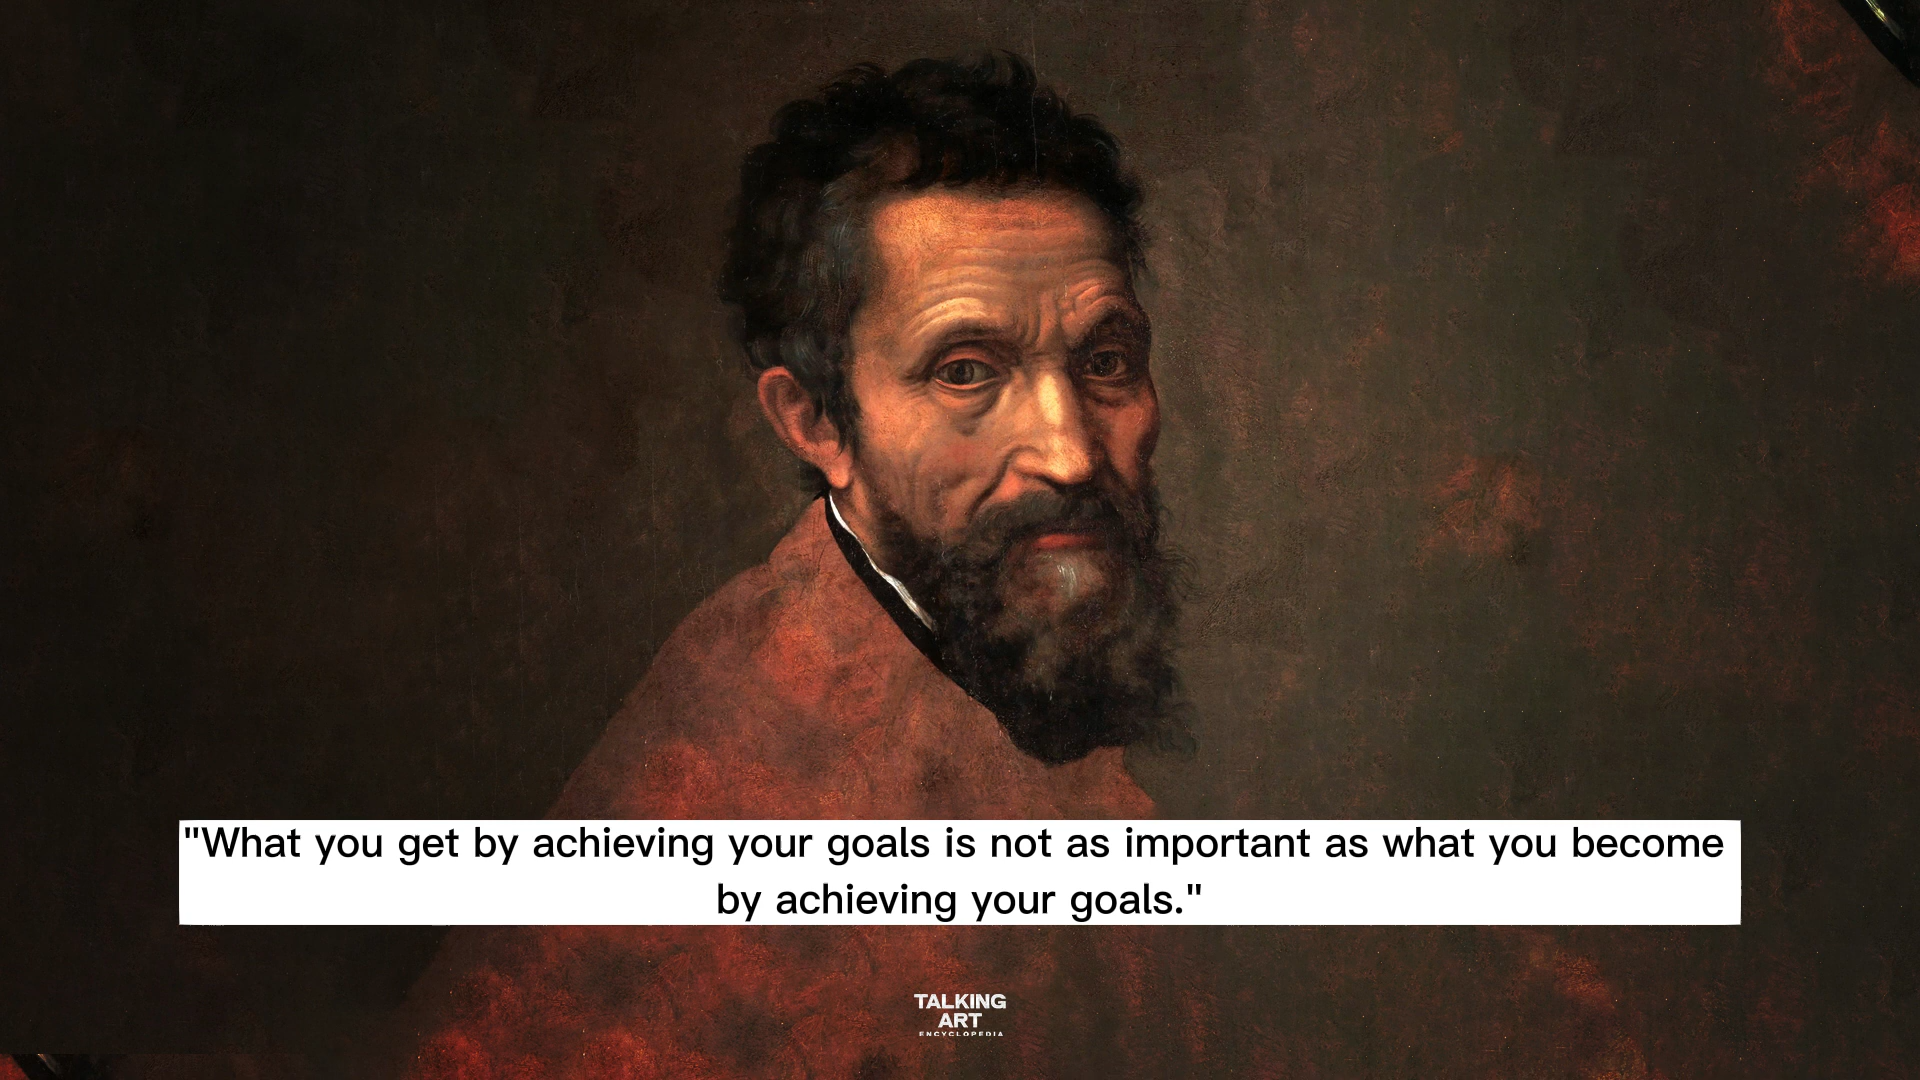 "What you get by achieving your goals is not as important as what you become
by achieving your goals."
TALKING
ART
ENCYCLOPEDIA